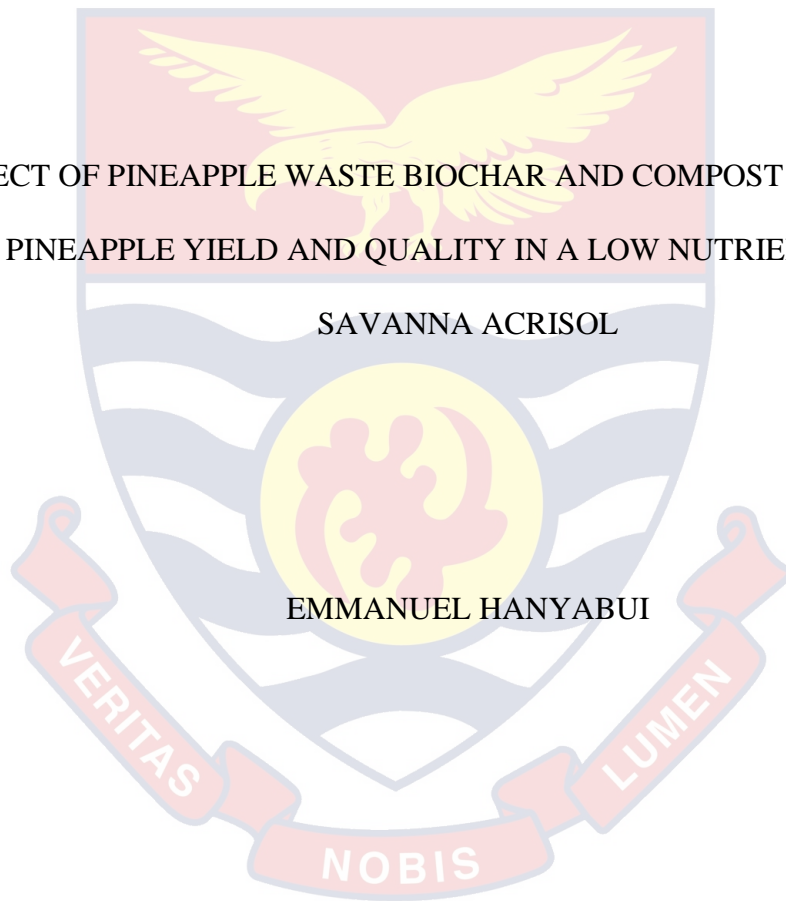 ECT OF PINEAPPLE WASTE BIOCHAR AND COMPOST
PINEAPPLE YIELD AND QUALITY IN A LOW NUTRIE
SAVANNA ACRISOL
EMMANUEL HANYABUI
VERITAS
NOBIS
LUMEN